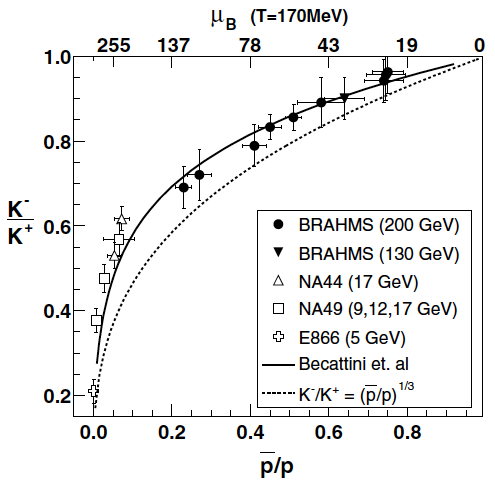 μB (T=170MeV)
255 137 78 43 19 0
1.0
0.8
0.6
0.4
0.2
K⁻/K⁺
BRAHMS (200 GeV)
BRAHMS (130 GeV)
NA44 (17 GeV)
NA49 (9,12,17 GeV)
E866 (5 GeV)
Becattini et. al
K⁻/K⁺ = (p̅/p)^1/3
0.0 0.2 0.4 0.6 0.8
p̅/p